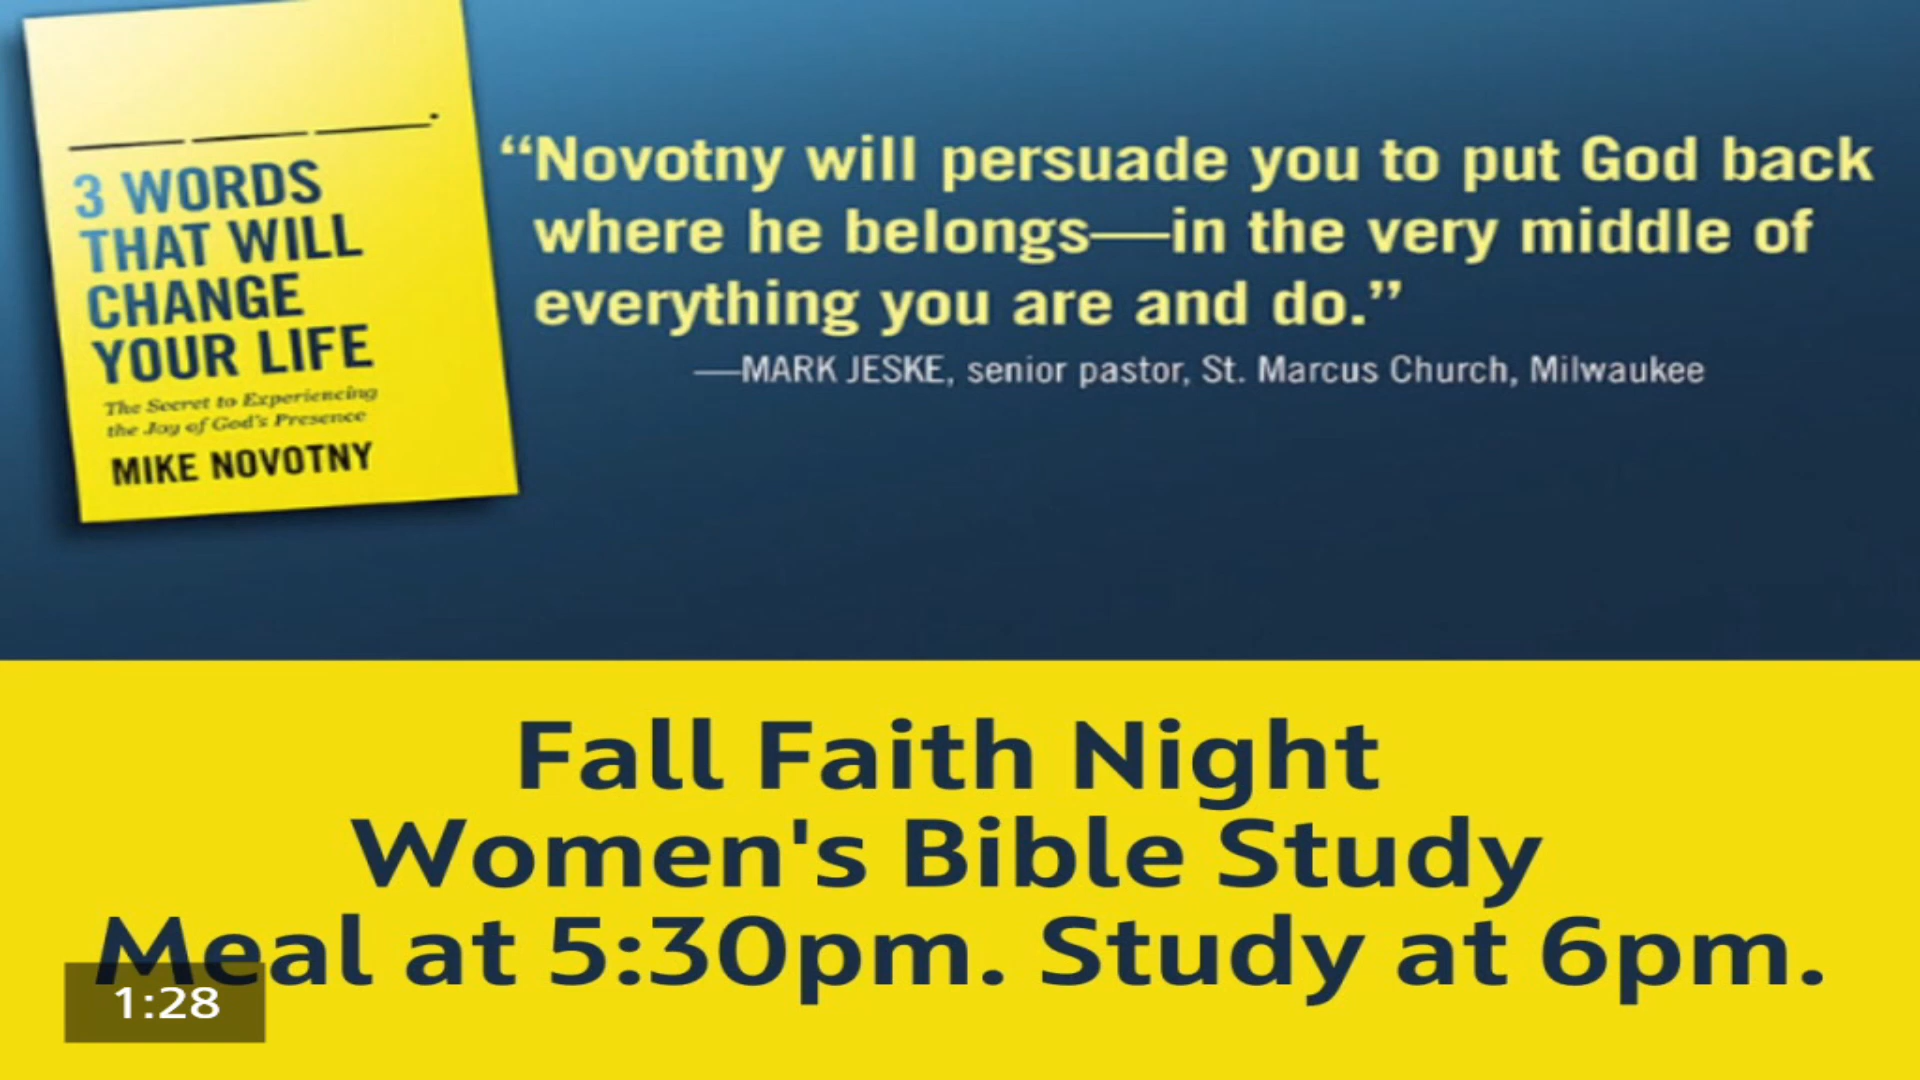 3 WORDS
THAT WILL
CHANGE
YOUR LIFE
The Secret to Experiencing
the Joy of God's Presence
MIKE NOVOTNY
“Novotny will persuade you to put God back
where he belongs—in the very middle of
everything you are and do.”
—MARK JESKE, senior pastor, St. Marcus Church, Milwaukee
Fall Faith Night
Women's Bible Study
Meal at 5:30pm. Study at 6pm.
1:28